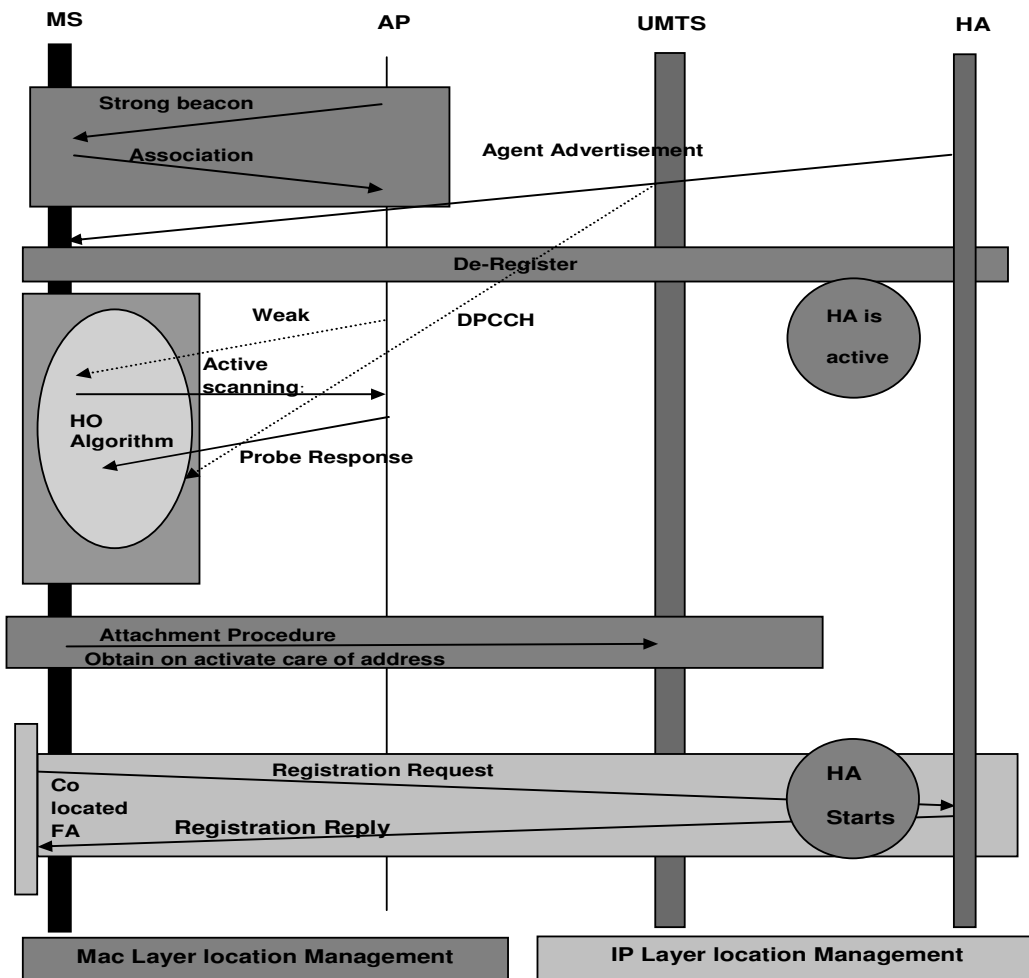 MS
AP
UMTS
HA
Strong beacon
Association
Agent Advertisement
De-Register
Weak
DPCCH
HA is
active
Active
scanning:
HO
Algorithm
Probe Response
Attachment Procedure
Obtain on activate care of address
Registration Request
HA
Starts
Co
located
FA
Registration Reply
Mac Layer location Management
IP Layer location Management